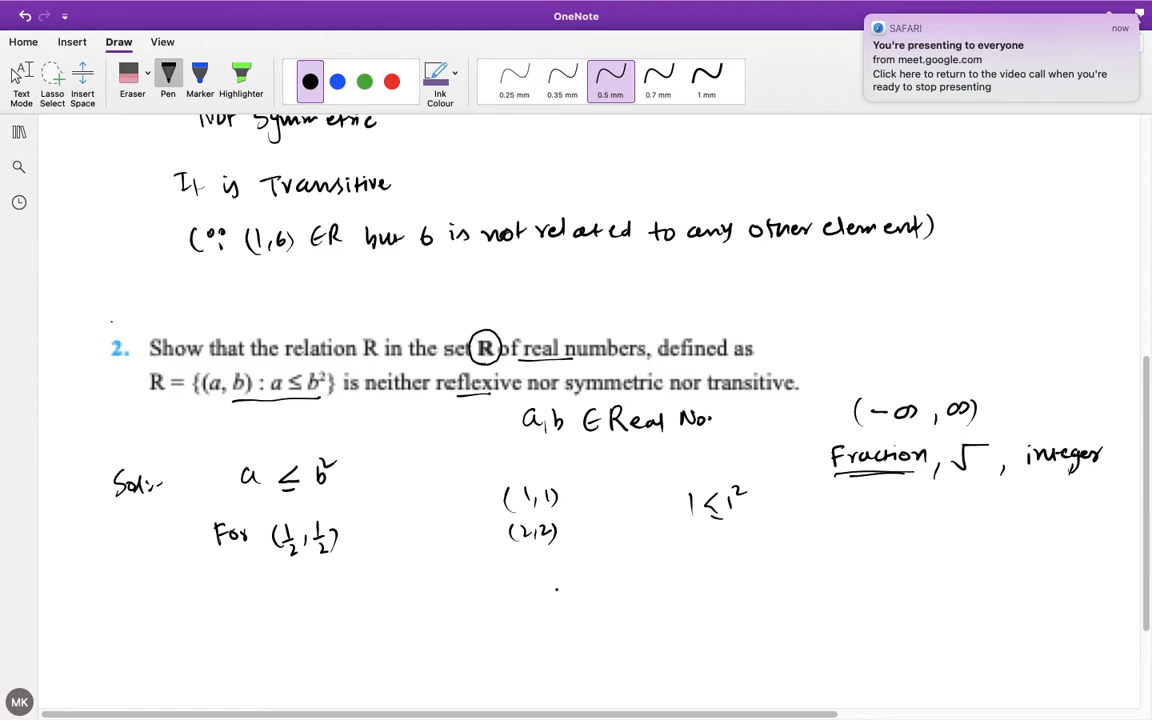 OneNote
SAFARI
now
You're presenting to everyone
from meet.google.com
Click here to return to the video call when you're
ready to stop presenting
Home Insert Draw View
Text Mode
Lasso Select
Insert Space
Eraser
Pen
Marker
Highlighter
Ink Colour
0.25 mm
0.35 mm
0.5 mm
0.7 mm
1 mm
Not Symmetric
It is Transitive
(∵ (1,6) ∈R but 6 is not related to any other element)
2. Show that the relation R in the set R of real numbers, defined as
R = {(a, b) : a ≤ b²} is neither reflexive nor symmetric nor transitive.
a,b ∈ Real No.
(-∞, ∞)
Fraction, √ , integer
Sol:-
a ≤ b²
(1,1)
1 ≤ 1²
For (1/2, 1/2)
(2,2)
MK